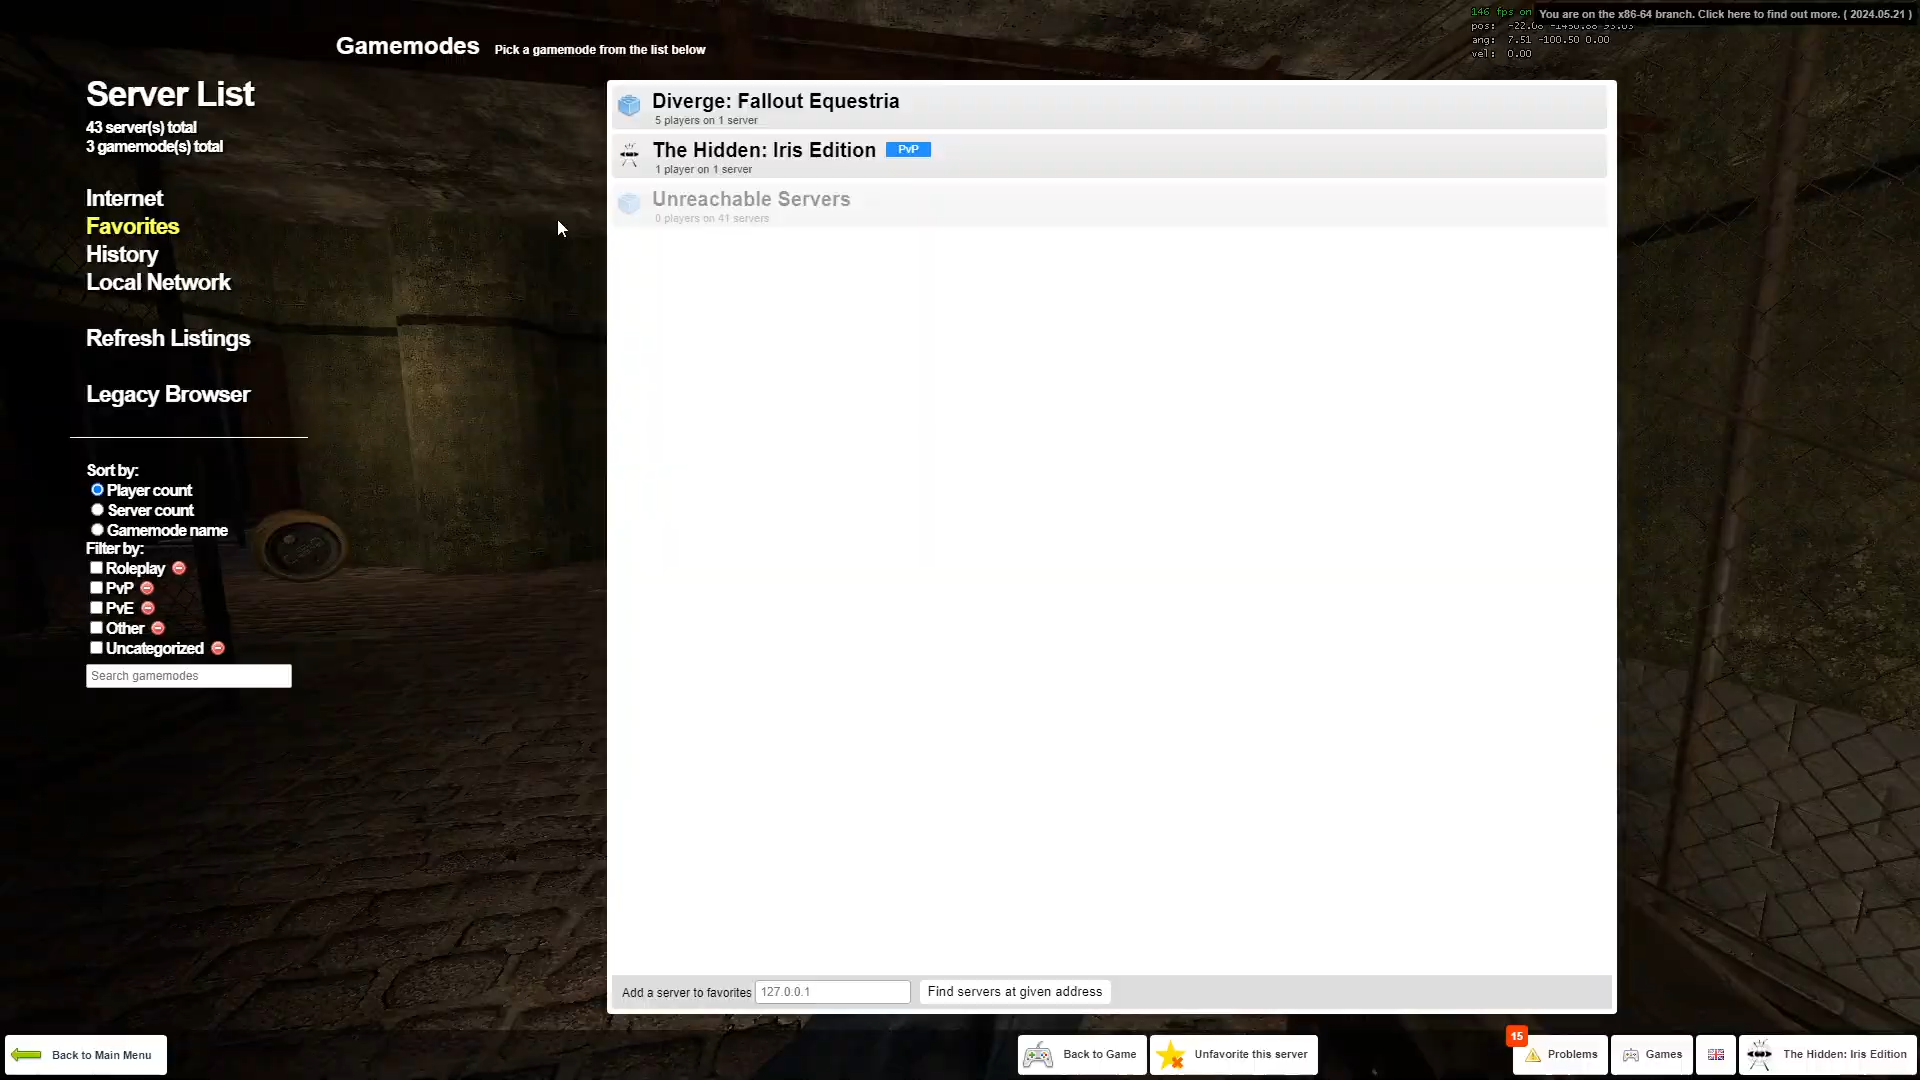 146 fps on
You are on the x86-64 branch. Click here to find out more. ( 2024.05.21 )
pos:
ang: 7.51 -100.50 0.00
vel: 0.00
Gamemodes
Pick a gamemode from the list below
Server List
43 server(s) total
3 gamemode(s) total
Internet
Favorites
History
Local Network
Refresh Listings
Legacy Browser
Sort by:
Player count
Server count
Gamemode name
Filter by:
Roleplay
PvP
PvE
Other
Uncategorized
Search gamemodes
Diverge: Fallout Equestria
5 players on 1 server
The Hidden: Iris Edition PvP
1 player on 1 server
Unreachable Servers
0 players on 41 servers
Add a server to favorites 127.0.0.1 Find servers at given address
Back to Main Menu
Back to Game
Unfavorite this server
15
Problems
Games
The Hidden: Iris Edition